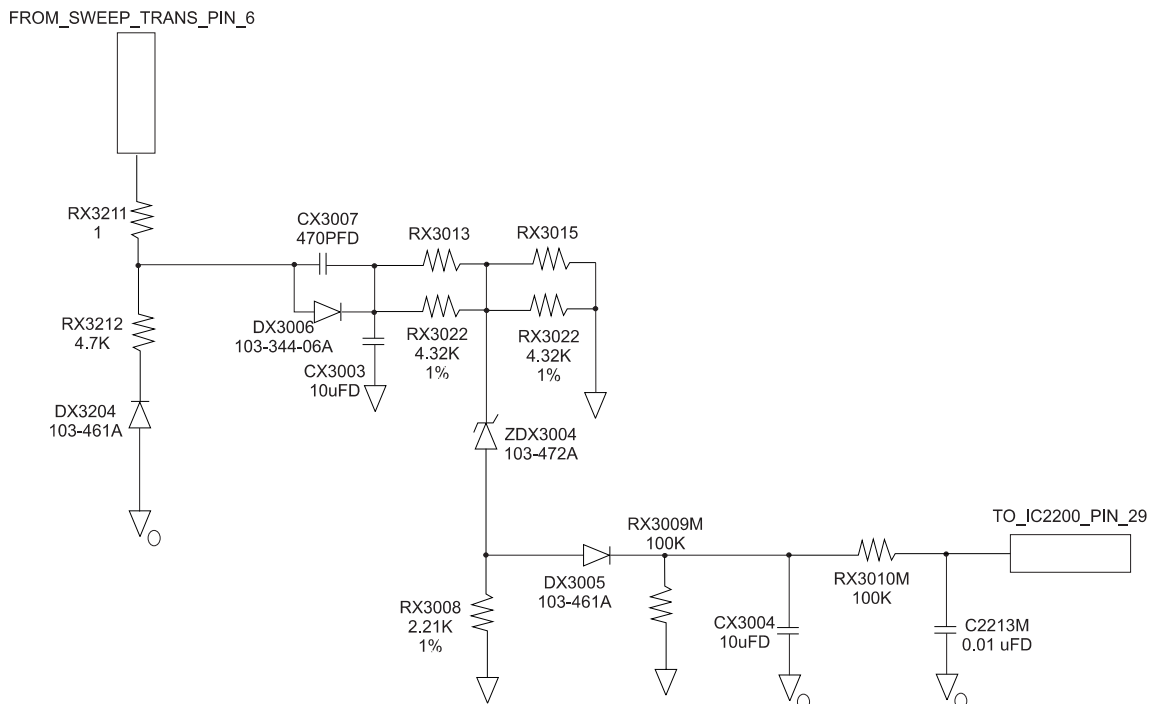 FROM_SWEEP_TRANS_PIN_6
RX3211
1
CX3007
470PFD
RX3013
RX3015
RX3212
4.7K
DX3006
103-344-06A
RX3022
4.32K
1%
RX3022
4.32K
1%
CX3003
10uFD
DX3204
103-461A
ZDX3004
103-472A
RX3009M
100K
TO_IC2200_PIN_29
DX3005
103-461A
RX3010M
100K
RX3008
2.21K
1%
CX3004
10uFD
C2213M
0.01 uFD